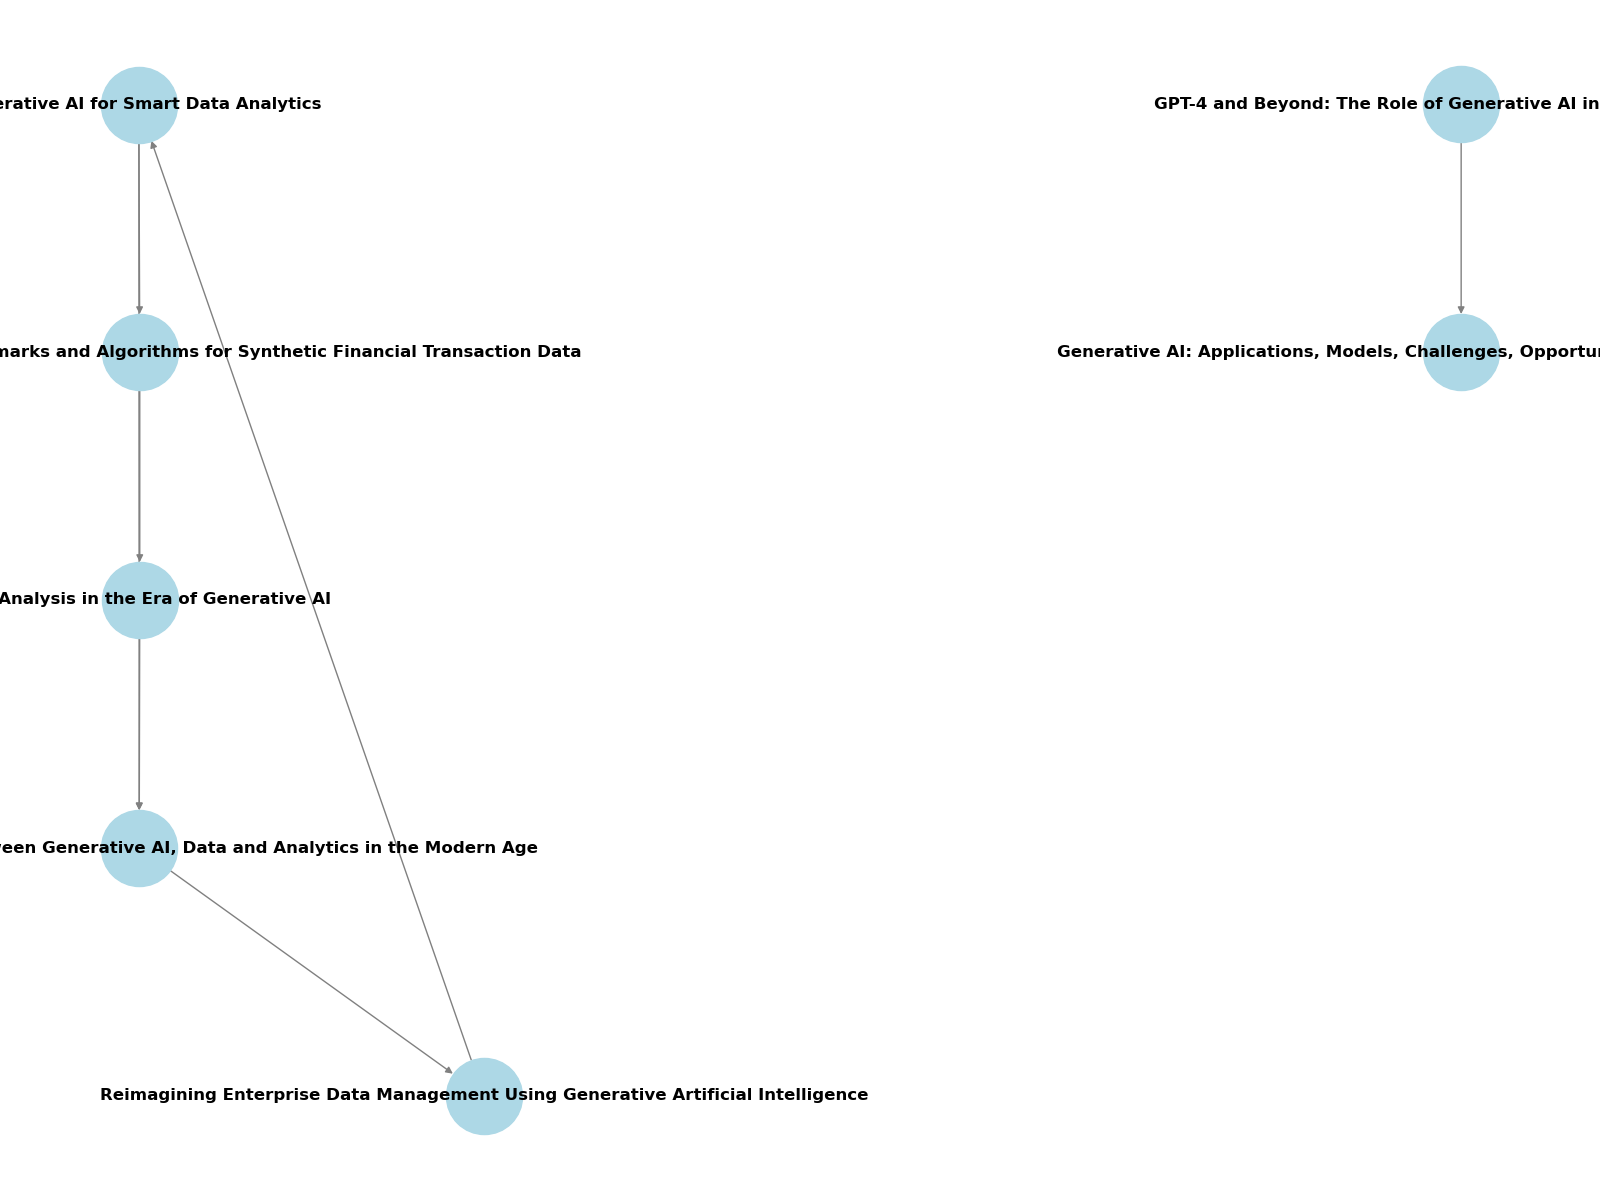 erative AI for Smart Data Analytics
GPT-4 and Beyond: The Role of Generative AI in
marks and Algorithms for Synthetic Financial Transaction Data
Generative AI: Applications, Models, Challenges, Opportu
Analysis in the Era of Generative AI
een Generative AI, Data and Analytics in the Modern Age
Reimagining Enterprise Data Management Using Generative Artificial Intelligence